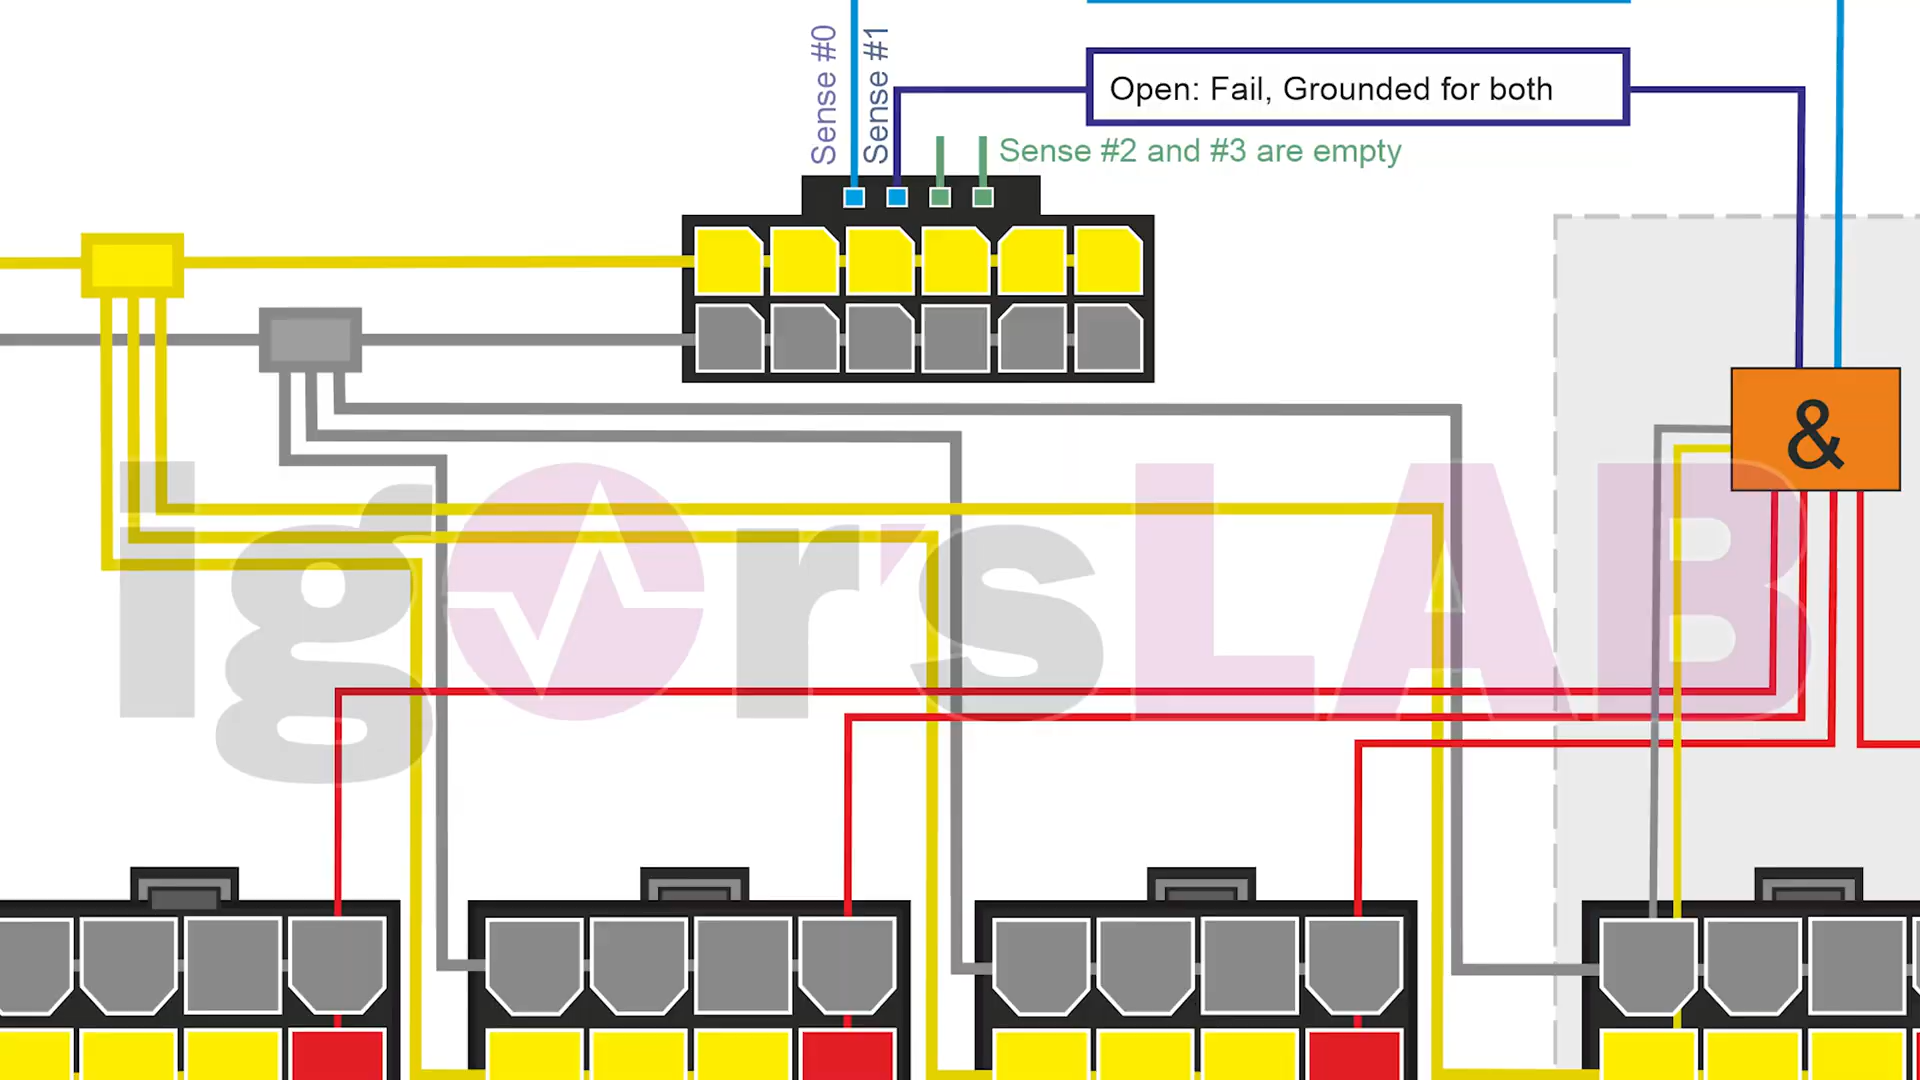 Sense #0
Sense #1
Open: Fail, Grounded for both
Sense #2 and #3 are empty
&
igor'sLAB